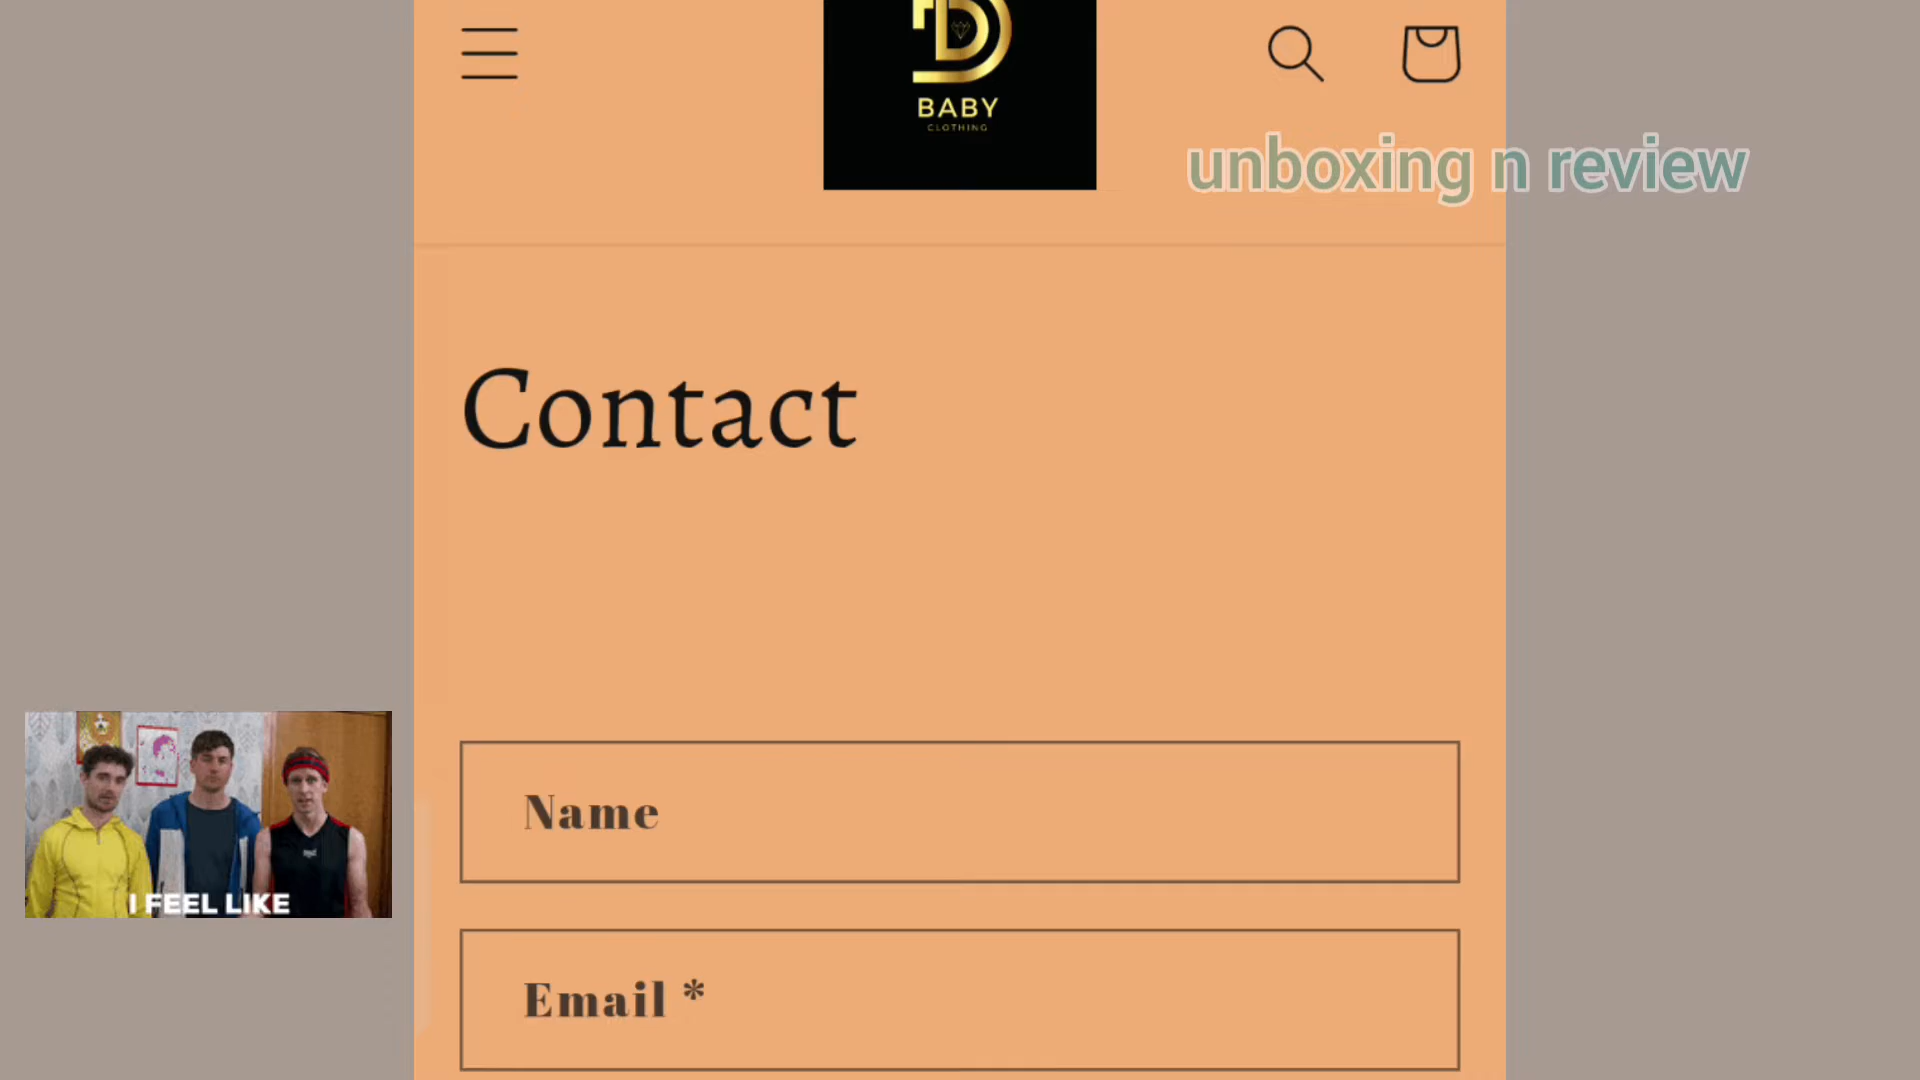 BABY
CLOTHING
unboxing n review
Contact
Name
I FEEL LIKE
Email *